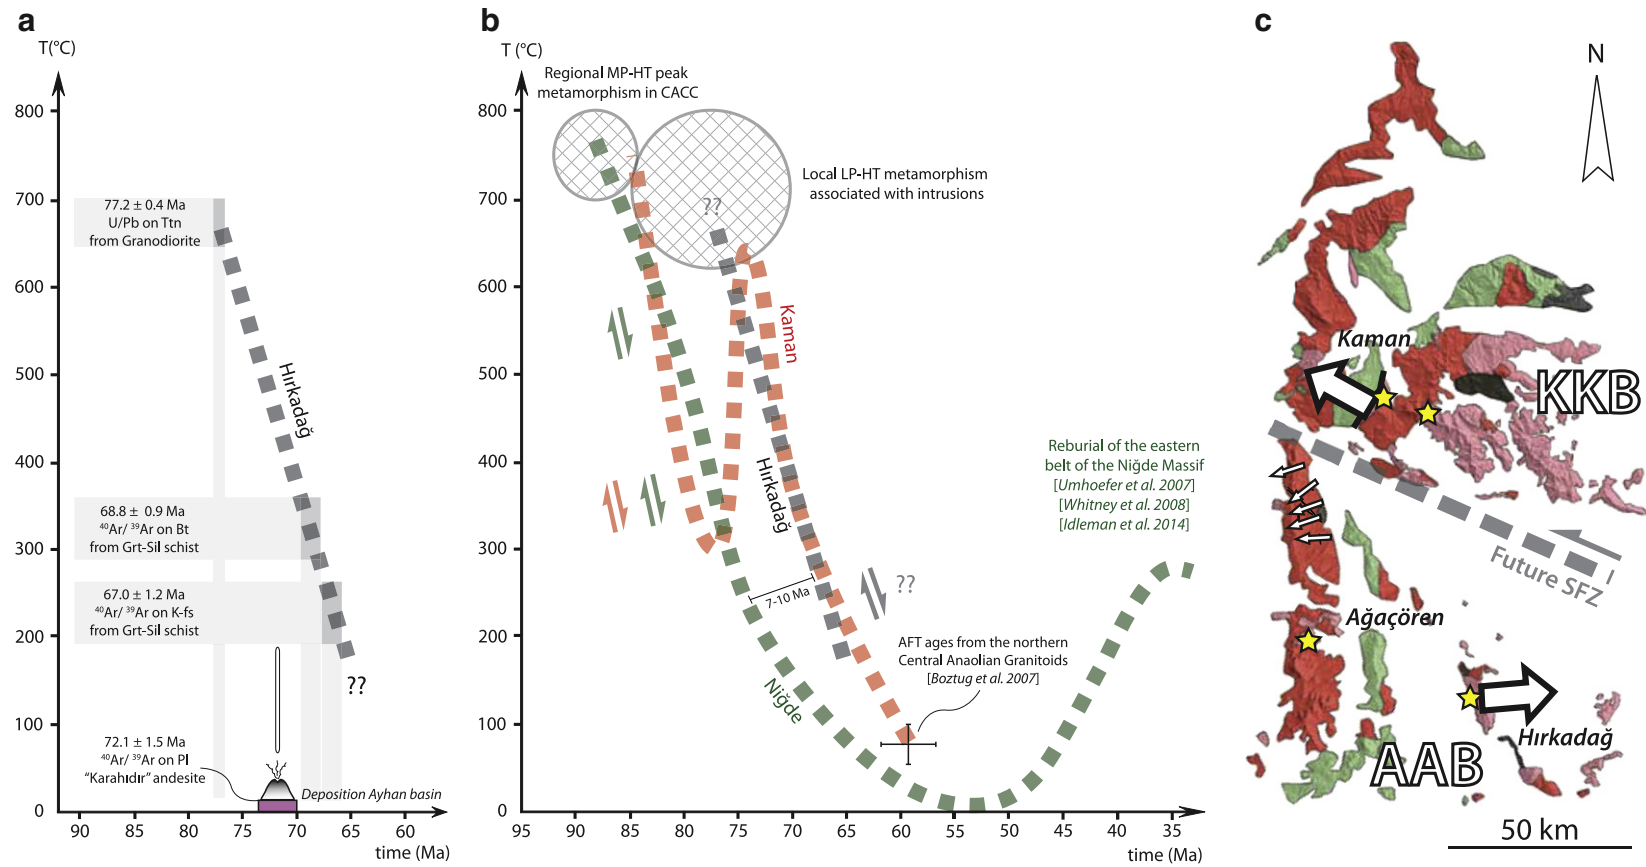 a
T(°C)
800
700
600
500
400
300
200
100
0
77.2 ± 0.4 Ma
U/Pb on Ttn
from Granodiorite
Hırkadağ
68.8 ± 0.9 Ma
⁴⁰Ar/ ³⁹Ar on Bt
from Grt-Sil schist
67.0 ± 1.2 Ma
⁴⁰Ar/ ³⁹Ar on K-fs
from Grt-Sil schist
??
72.1 ± 1.5 Ma
⁴⁰Ar/ ³⁹Ar on Pl
“Karahıdır” andesite
Deposition Ayhan basin
90 85 80 75 70 65 60
time (Ma)
b
T (°C)
Regional MP-HT peak
metamorphism in CACC
800
700
600
500
400
300
200
100
0
Local LP-HT metamorphism
associated with intrusions
??
Kaman
Hırkadağ
Reburial of the eastern
belt of the Niğde Massif
[Umhoefer et al. 2007]
[Whitney et al. 2008]
[Idleman et al. 2014]
7-10 Ma
??
AFT ages from the northern
Central Anaolian Granitoids
[Boztug et al. 2007]
Niğde
95 90 85 80 75 70 65 60 55 50 45 40 35
time (Ma)
c
N
Kaman
KKB
Future SFZ
Ağaçören
Hırkadağ
AAB
50 km